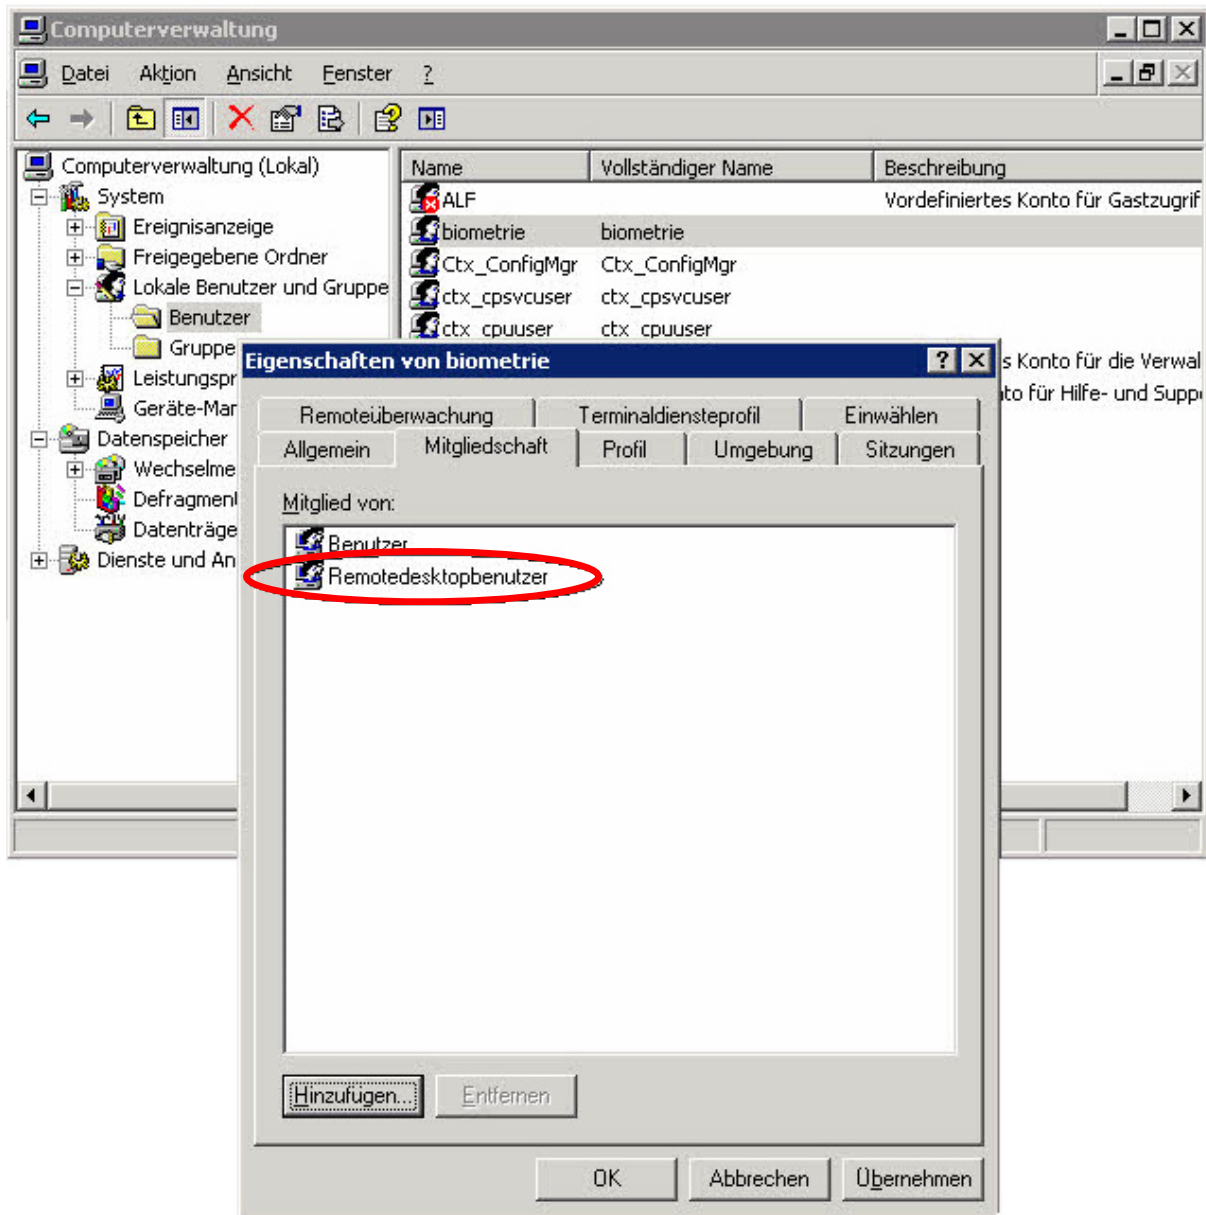 Computerverwaltung
Datei Aktion Ansicht Fenster ?
Computerverwaltung (Lokal)
System
Ereignisanzeige
Freigegebene Ordner
Lokale Benutzer und Gruppe
Benutzer
Gruppe
Leistungspr
Geräte-Mar
Datenspeicher
Wechselme
Defragment
Datenträge
Dienste und An
Name Vollständiger Name Beschreibung
ALF Vordefiniertes Konto für Gastzugrif
biometrie biometrie
Ctx_ConfigMgr Ctx_ConfigMgr
ctx_cpsvcuser ctx_cpsvcuser
ctx_cpuuser ctx_cpuuser
s Konto für die Verwal
to für Hilfe- und Supp
Eigenschaften von biometrie
Remoteüberwachung Terminaldiensteprofil Einwählen
Allgemein Mitgliedschaft Profil Umgebung Sitzungen
Mitglied von:
Benutzer
Remotedesktopbenutzer
Hinzufügen... Entfernen
OK Abbrechen Übernehmen